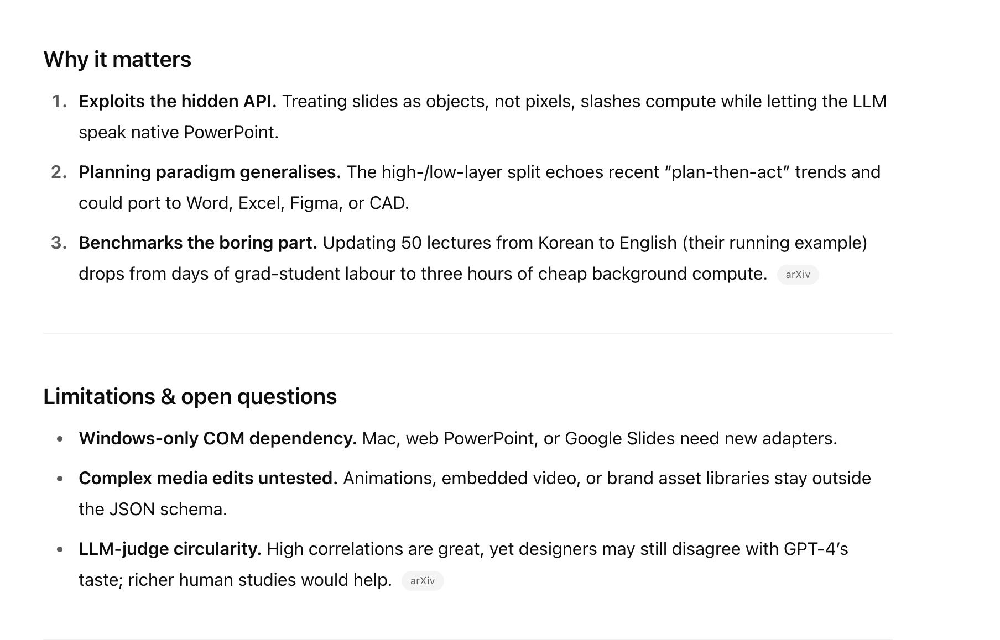 Why it matters
1. Exploits the hidden API. Treating slides as objects, not pixels, slashes compute while letting the LLM
speak native PowerPoint.
2. Planning paradigm generalises. The high-/low-layer split echoes recent “plan-then-act” trends and
could port to Word, Excel, Figma, or CAD.
3. Benchmarks the boring part. Updating 50 lectures from Korean to English (their running example)
drops from days of grad-student labour to three hours of cheap background compute. arXiv
Limitations & open questions
• Windows-only COM dependency. Mac, web PowerPoint, or Google Slides need new adapters.
• Complex media edits untested. Animations, embedded video, or brand asset libraries stay outside
the JSON schema.
• LLM-judge circularity. High correlations are great, yet designers may still disagree with GPT-4’s
taste; richer human studies would help. arXiv